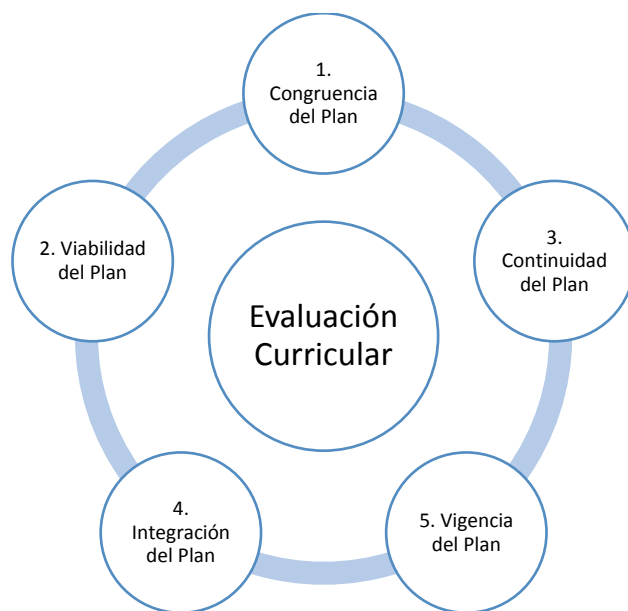 1.
Congruencia
del Plan
2. Viabilidad
del Plan
3.
Continuidad
del Plan
Evaluación
Curricular
4.
Integración
del Plan
5. Vigencia
del Plan